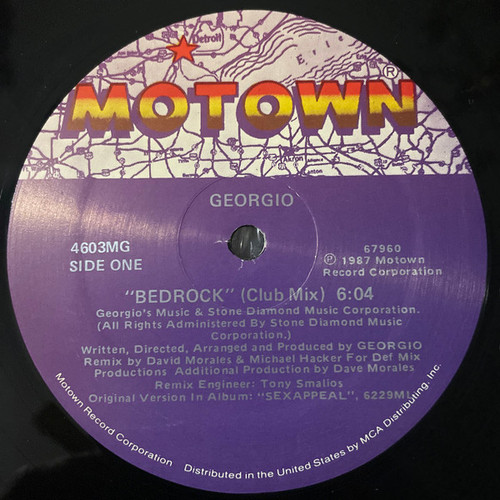 Detroit
Erie
MOTOWN®
Akron
GEORGIO
4603MG
SIDE ONE
67960
℗ 1987 Motown
Record Corporation
"BEDROCK" (Club Mix) 6:04
Georgio's Music & Stone Diamond Music Corporation.
(All Rights Administered By Stone Diamond Music
Corporation.)
Written, Directed, Arranged and Produced by GEORGIO
Remix by David Morales & Michael Hacker For Def Mix
Productions Additional Production by Dave Morales
Remix Engineer: Tony Smalios
Original Version In Album: "SEXAPPEAL", 6229ML
Motown Record Corporation
Distributed in the United States by MCA Distributing, Inc.